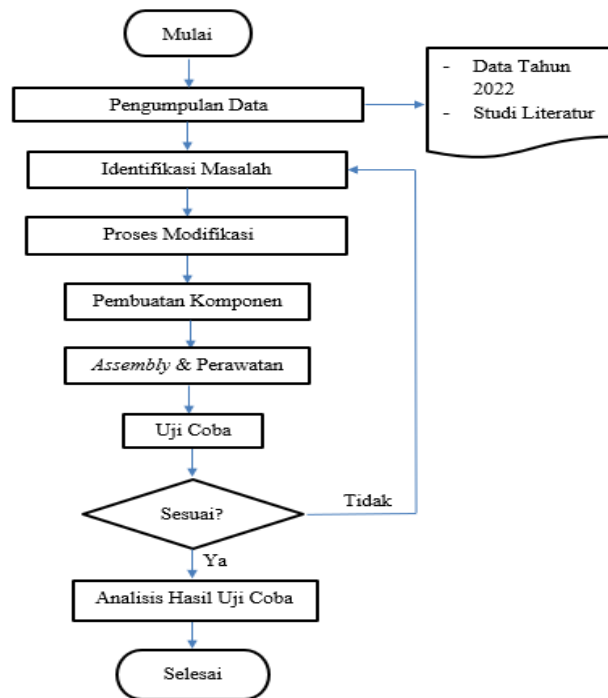 Mulai
- Data Tahun
2022
- Studi Literatur
Pengumpulan Data
Identifikasi Masalah
Proses Modifikasi
Pembuatan Komponen
Assembly & Perawatan
Uji Coba
Sesuai?
Tidak
Ya
Analisis Hasil Uji Coba
Selesai